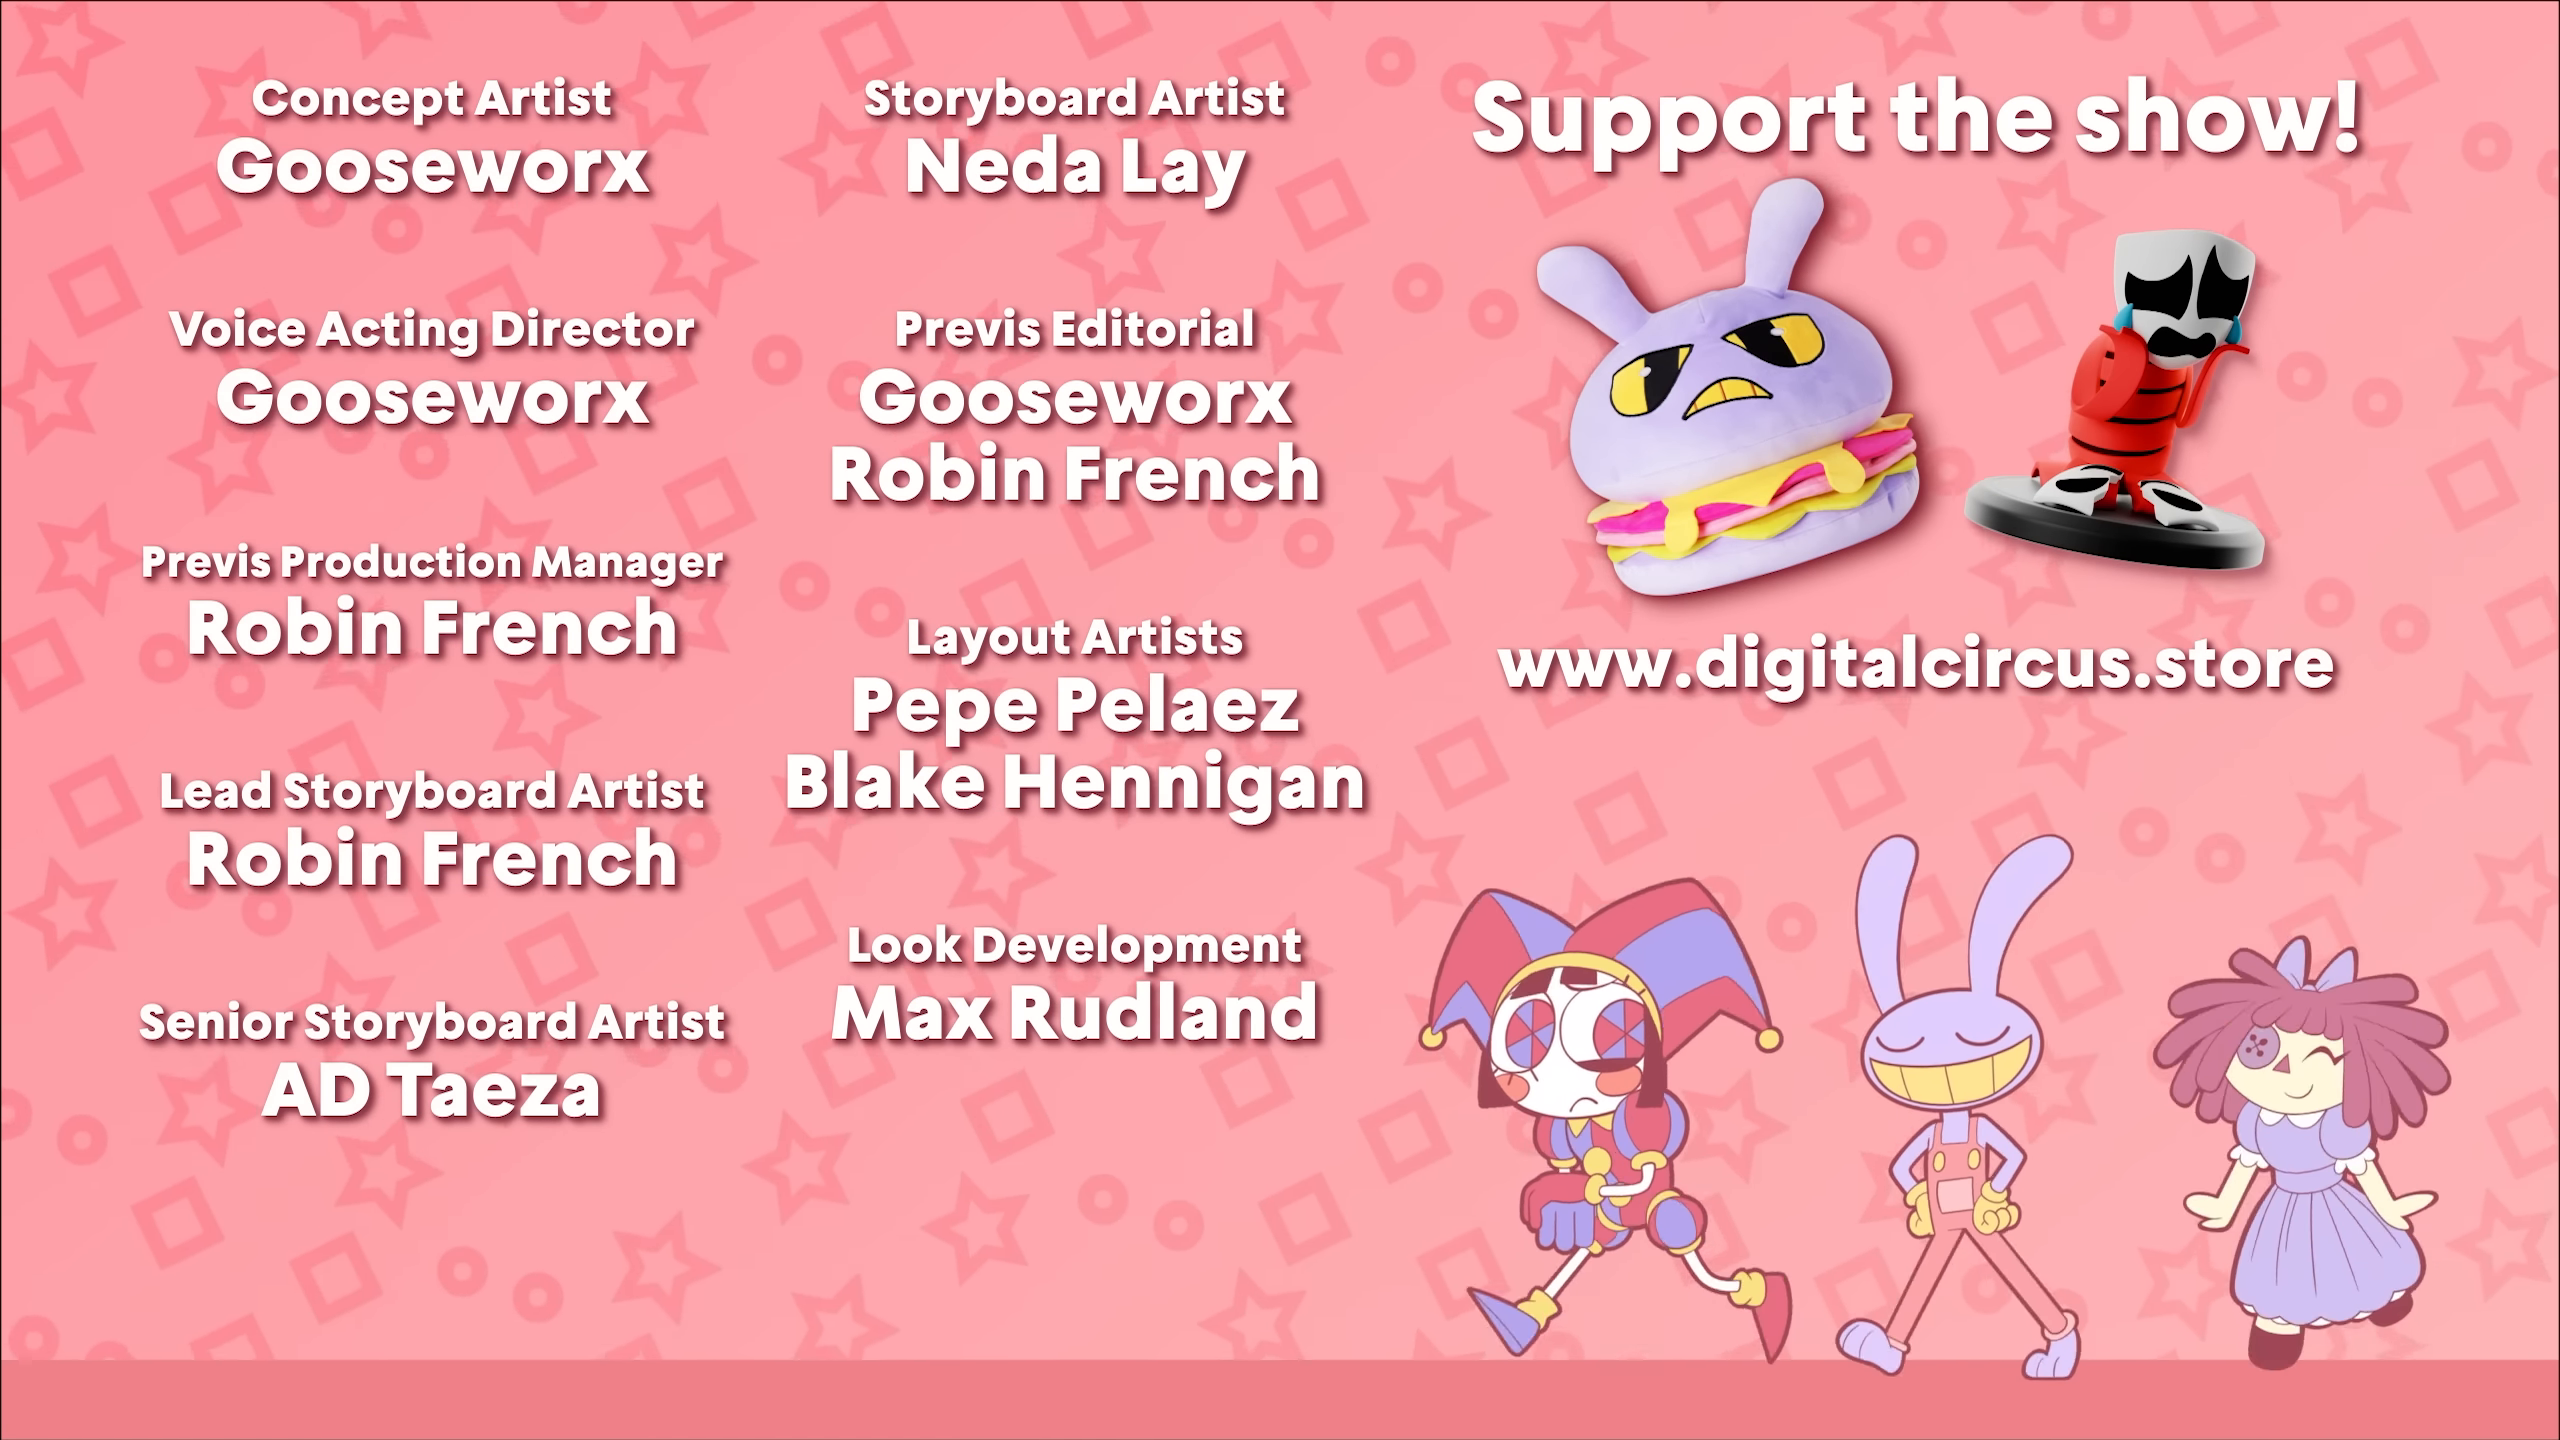 Concept Artist
Gooseworx
Voice Acting Director
Gooseworx
Previs Production Manager
Robin French
Lead Storyboard Artist
Robin French
Senior Storyboard Artist
AD Taeza
Storyboard Artist
Neda Lay
Previs Editorial
Gooseworx
Robin French
Layout Artists
Pepe Pelaez
Blake Hennigan
Look Development
Max Rudland
Support the show!
www.digitalcircus.store